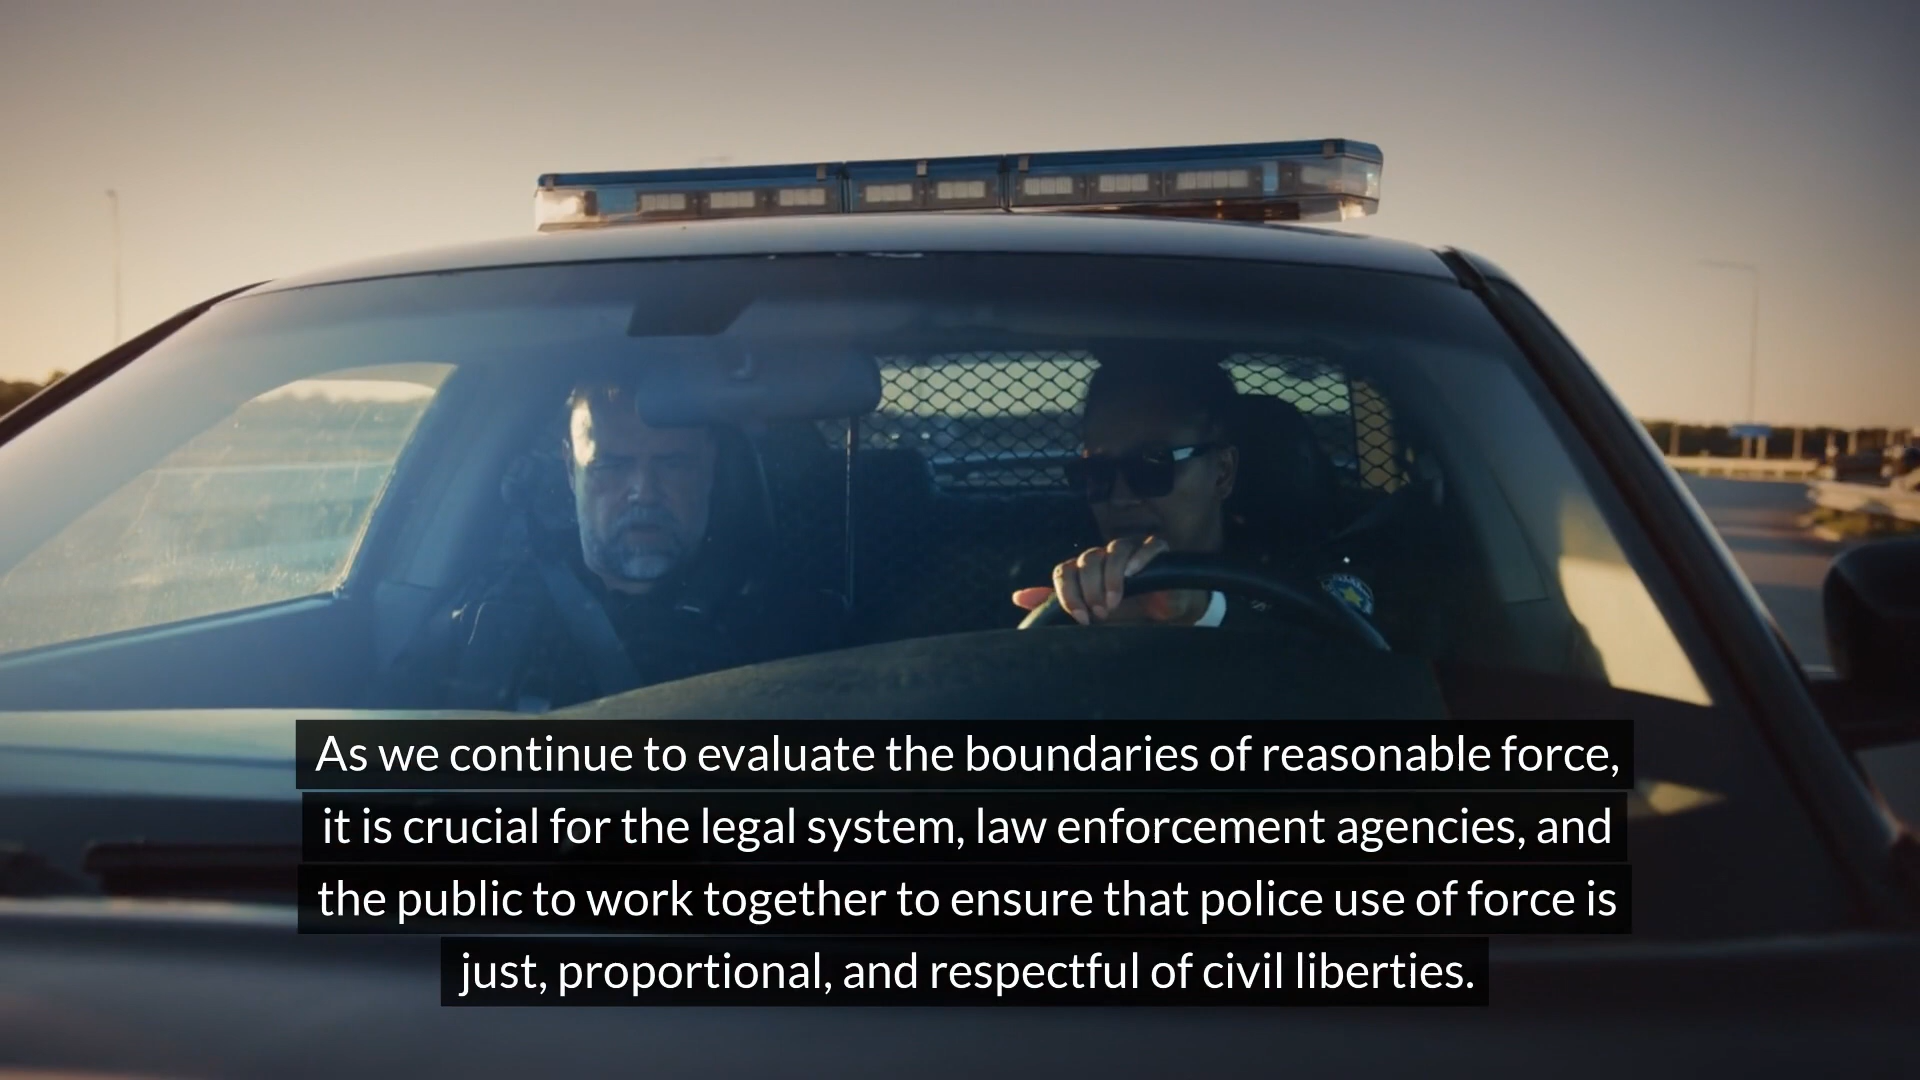 As we continue to evaluate the boundaries of reasonable force,
it is crucial for the legal system, law enforcement agencies, and
the public to work together to ensure that police use of force is
just, proportional, and respectful of civil liberties.